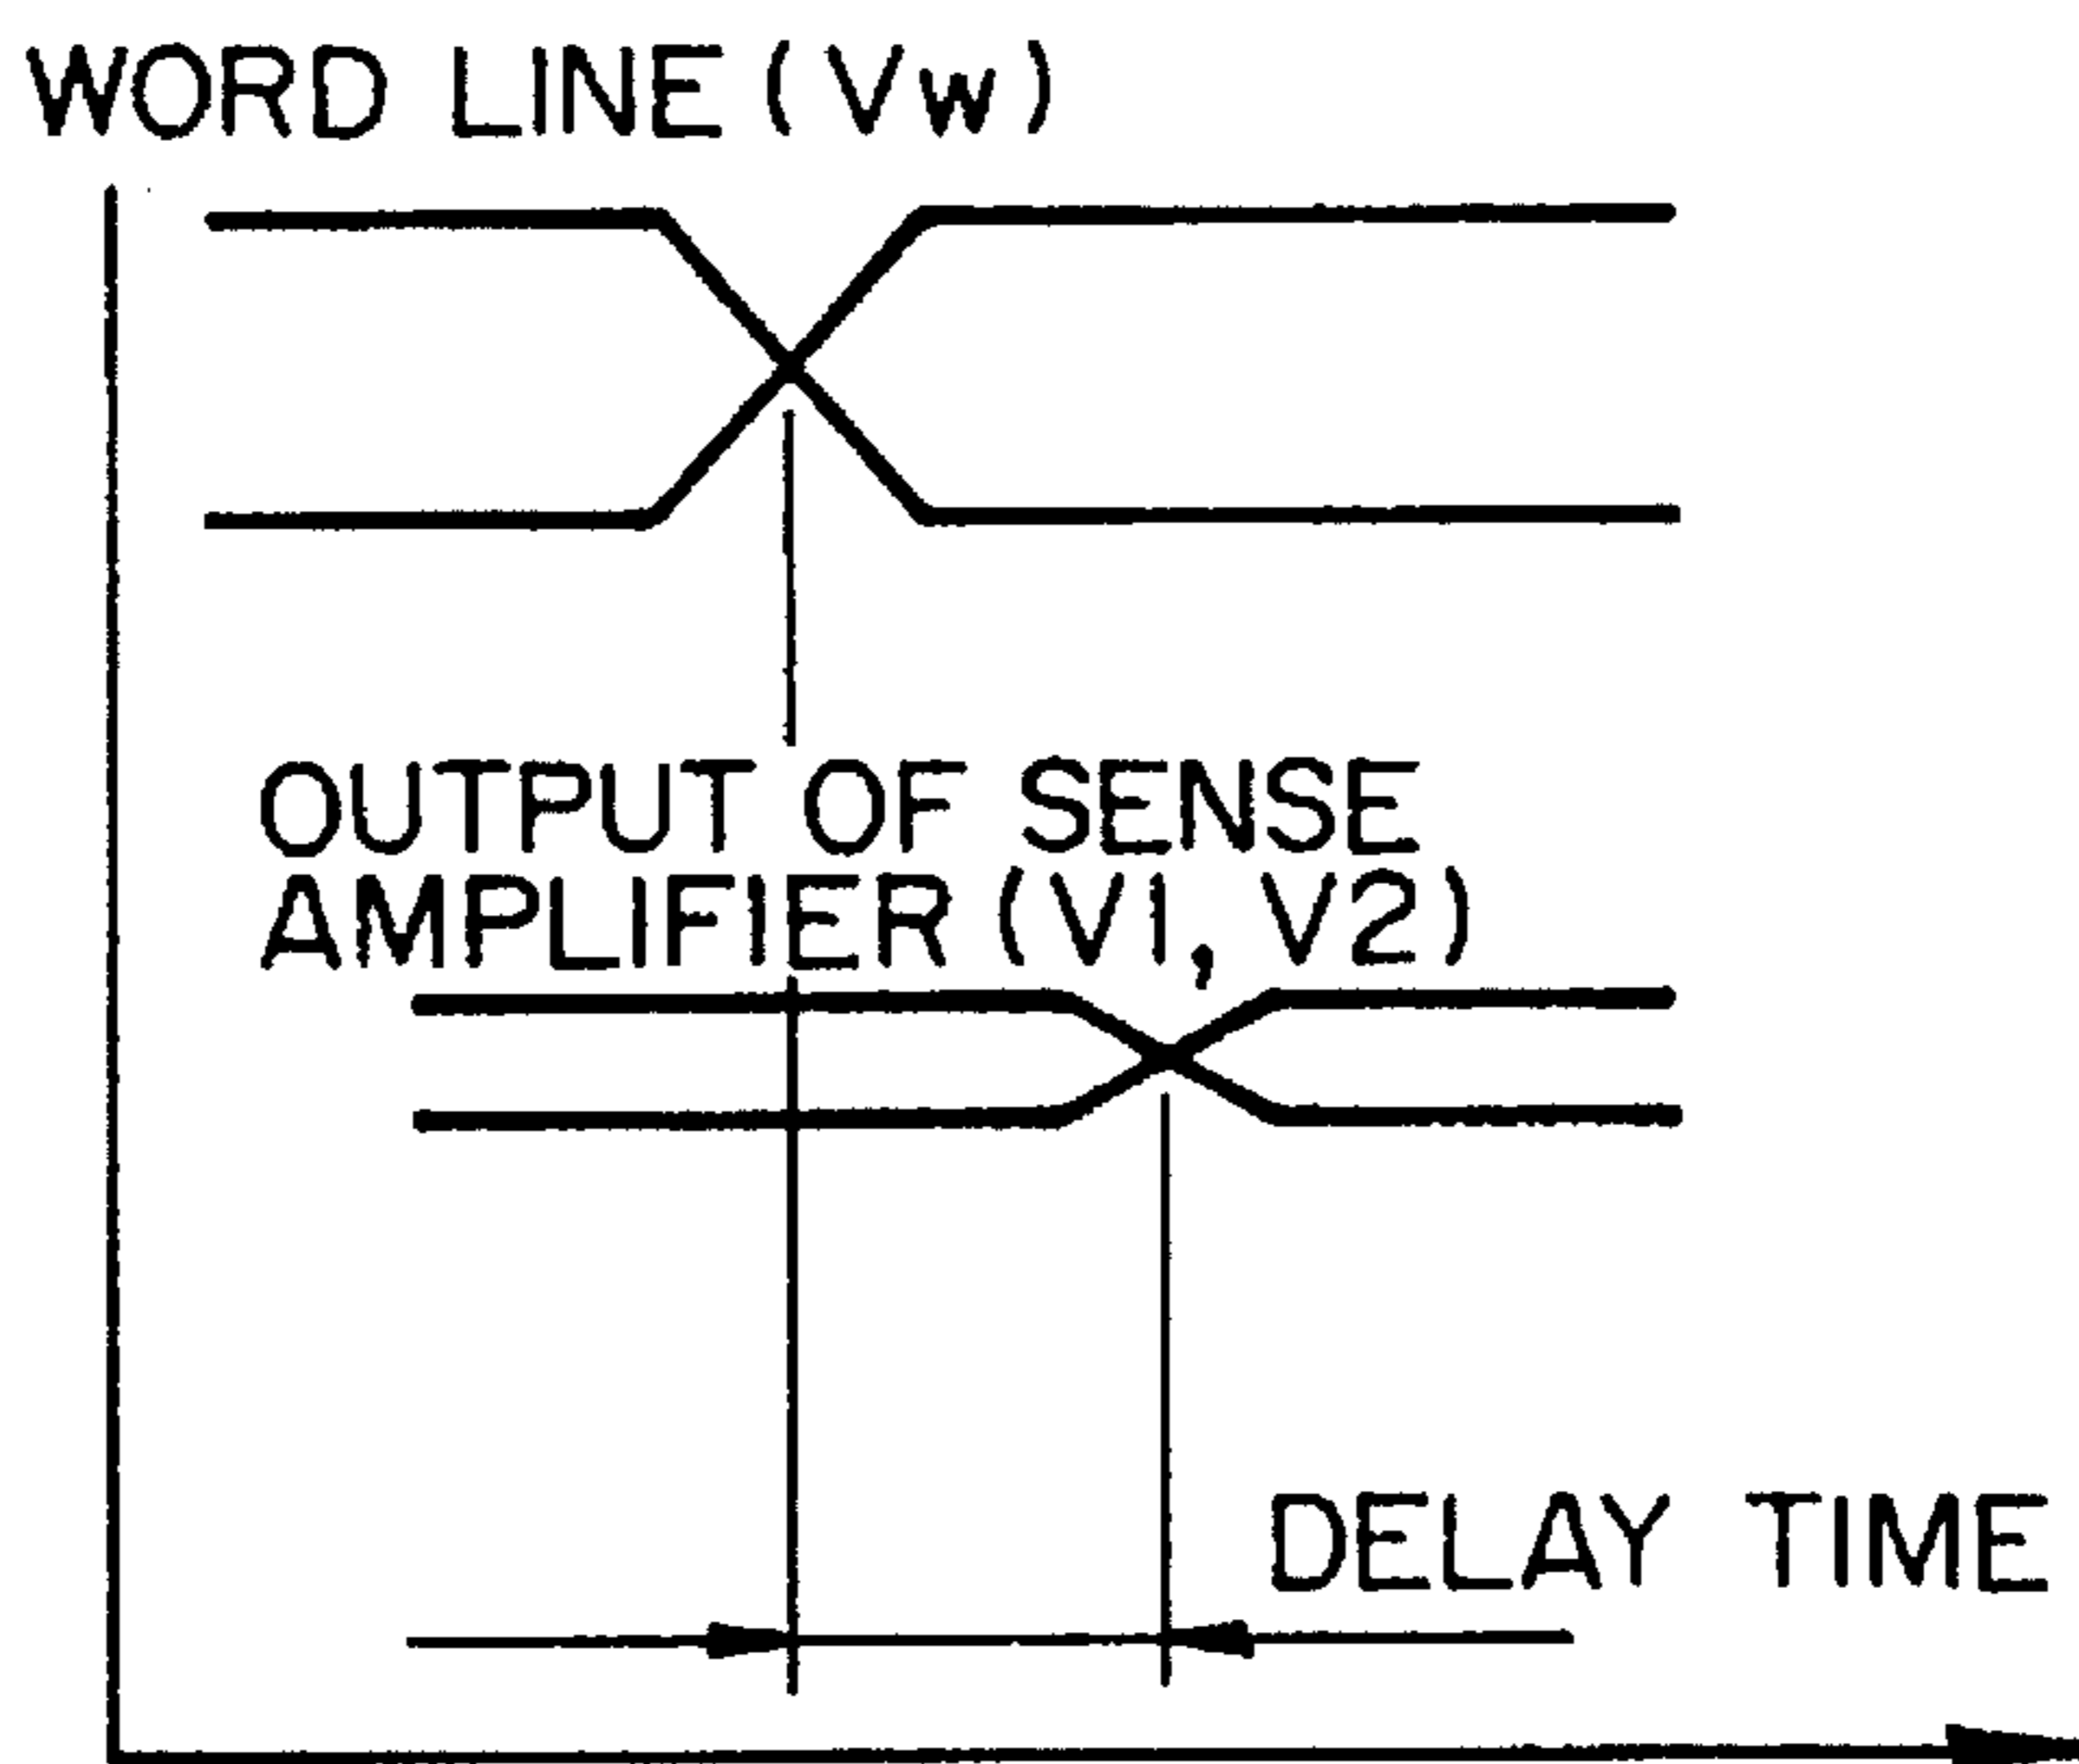 WORD LINE (Vw)
OUTPUT OF SENSE
AMPLIFIER (V1, V2)
DELAY TIME